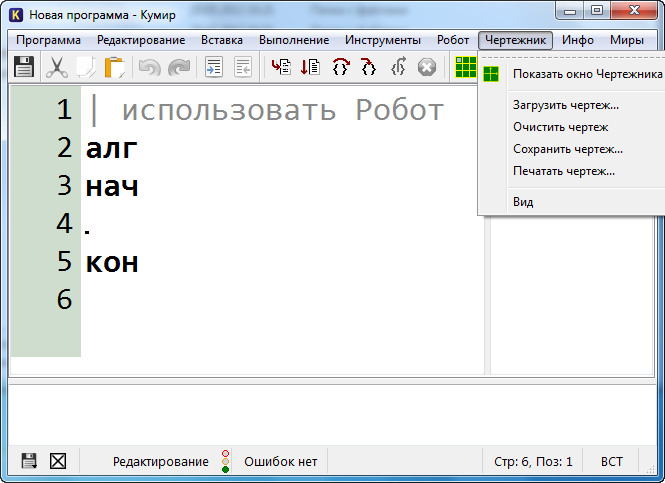 Новая программа - Кумир
Программа Редактирование Вставка Выполнение Инструменты Робот Чертежник Инфо Миры
Показать окно Чертежника
Загрузить чертеж...
Очистить чертеж
Сохранить чертеж...
Печатать чертеж...
Вид
1 | использовать Робот
2 алг
3 нач
4 .
5 кон
6
Редактирование Ошибок нет Стр: 6, Поз: 1 ВСТ